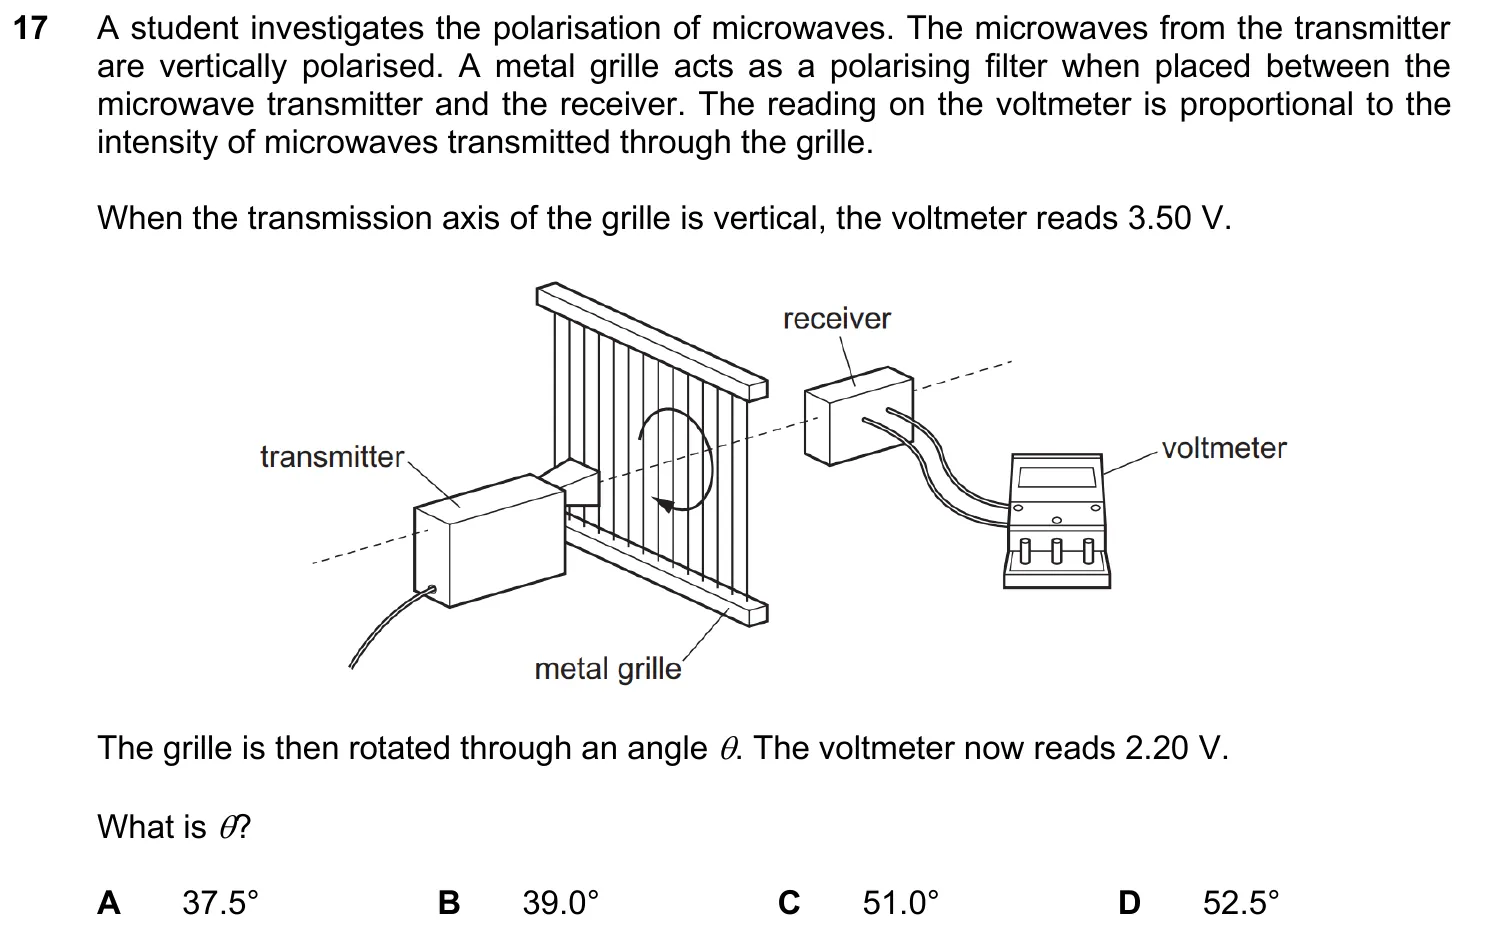 17 A student investigates the polarisation of microwaves. The microwaves from the transmitter
are vertically polarised. A metal grille acts as a polarising filter when placed between the
microwave transmitter and the receiver. The reading on the voltmeter is proportional to the
intensity of microwaves transmitted through the grille.
When the transmission axis of the grille is vertical, the voltmeter reads 3.50 V.
receiver
transmitter
voltmeter
metal grille
The grille is then rotated through an angle θ. The voltmeter now reads 2.20 V.
What is θ?
A 37.5° B 39.0° C 51.0° D 52.5°